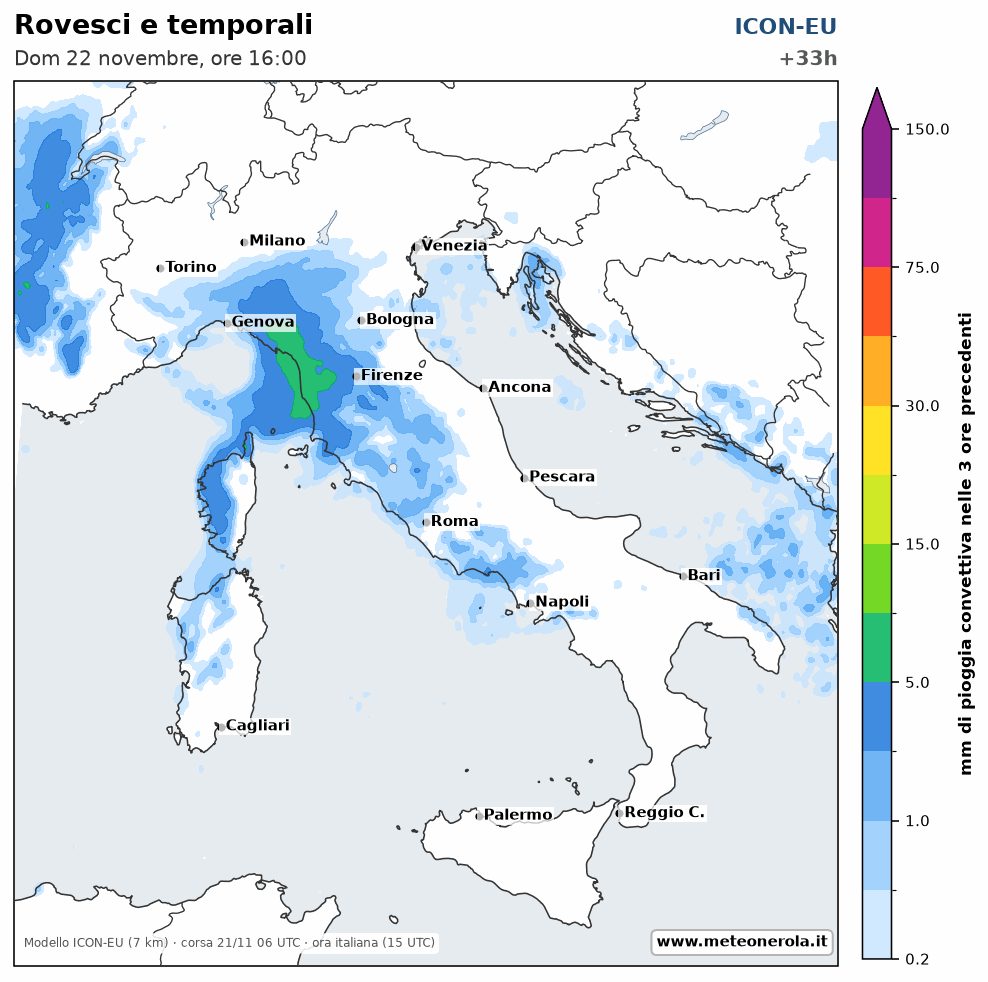 Rovesci e temporali
ICON-EU
Dom 22 novembre, ore 16:00
+33h
150.0
75.0
30.0
15.0
5.0
1.0
0.2
mm di pioggia convettiva nelle 3 ore precedenti
Milano
Venezia
Torino
Genova
Bologna
Firenze
Ancona
Pescara
Roma
Bari
Napoli
Cagliari
Palermo
Reggio C.
Modello ICON-EU (7 km) · corsa 21/11 06 UTC · ora italiana (15 UTC)
www.meteonerola.it